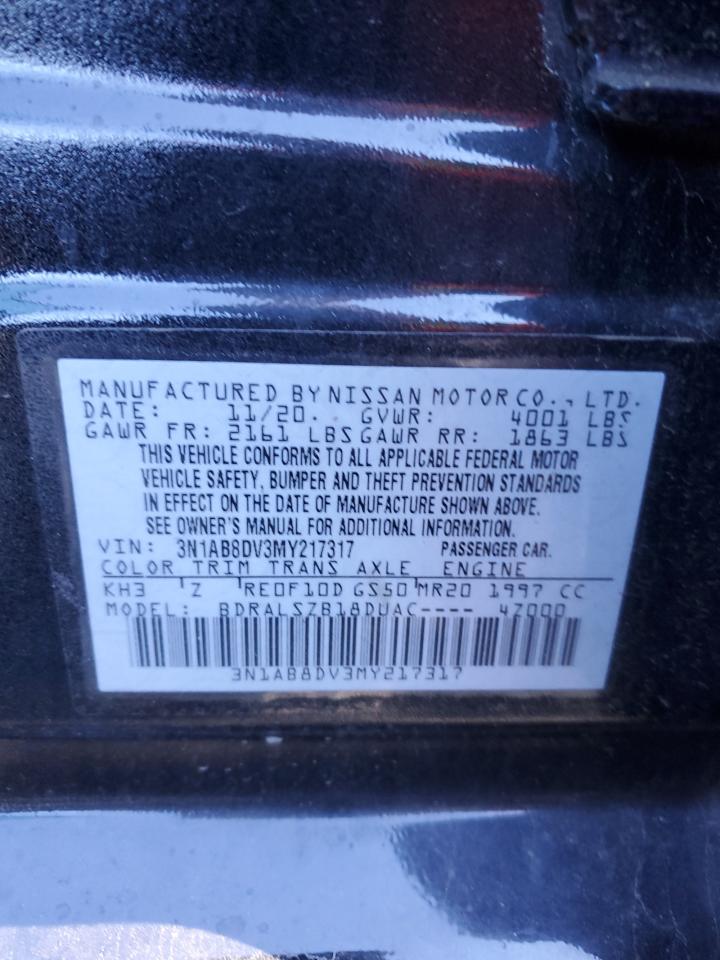 MANUFACTURED BY NISSAN MOTOR CO., LTD.
DATE: 11/20. GVWR: 4001 LBS
GAWR FR: 2161 LBS GAWR RR: 1863 LBS
THIS VEHICLE CONFORMS TO ALL APPLICABLE FEDERAL MOTOR
VEHICLE SAFETY, BUMPER AND THEFT PREVENTION STANDARDS
IN EFFECT ON THE DATE OF MANUFACTURE SHOWN ABOVE.
SEE OWNER'S MANUAL FOR ADDITIONAL INFORMATION.
VIN: 3N1AB8DV3MY217317 PASSENGER CAR.
COLOR TRIM TRANS AXLE ENGINE
KH3 Z RE0F10D GS50 MR20 1997 CC
MODEL: BDRALSZB18DUAC---- 4Z000
3N1AB8DV3MY217317